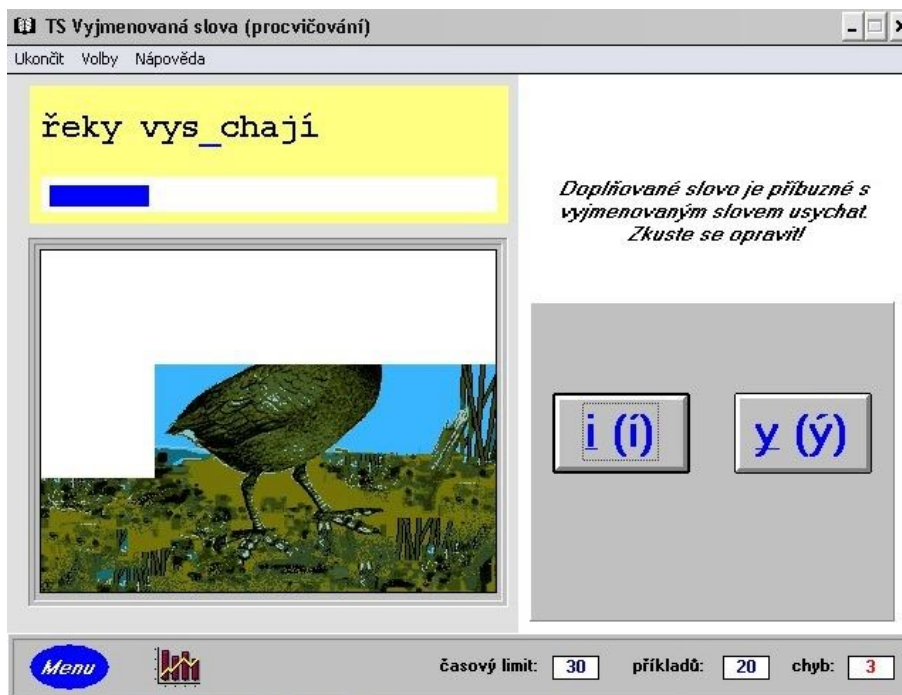 TS Vyjmenovaná slova (procvičování)
Ukončit Volby Nápověda
řeky vys_chají
Doplňované slovo je příbuzné s
vyjmenovaným slovem usychat.
Zkuste se opravit!
i (í) y (ý)
Menu časový limit: 30 příkladů: 20 chyb: 3